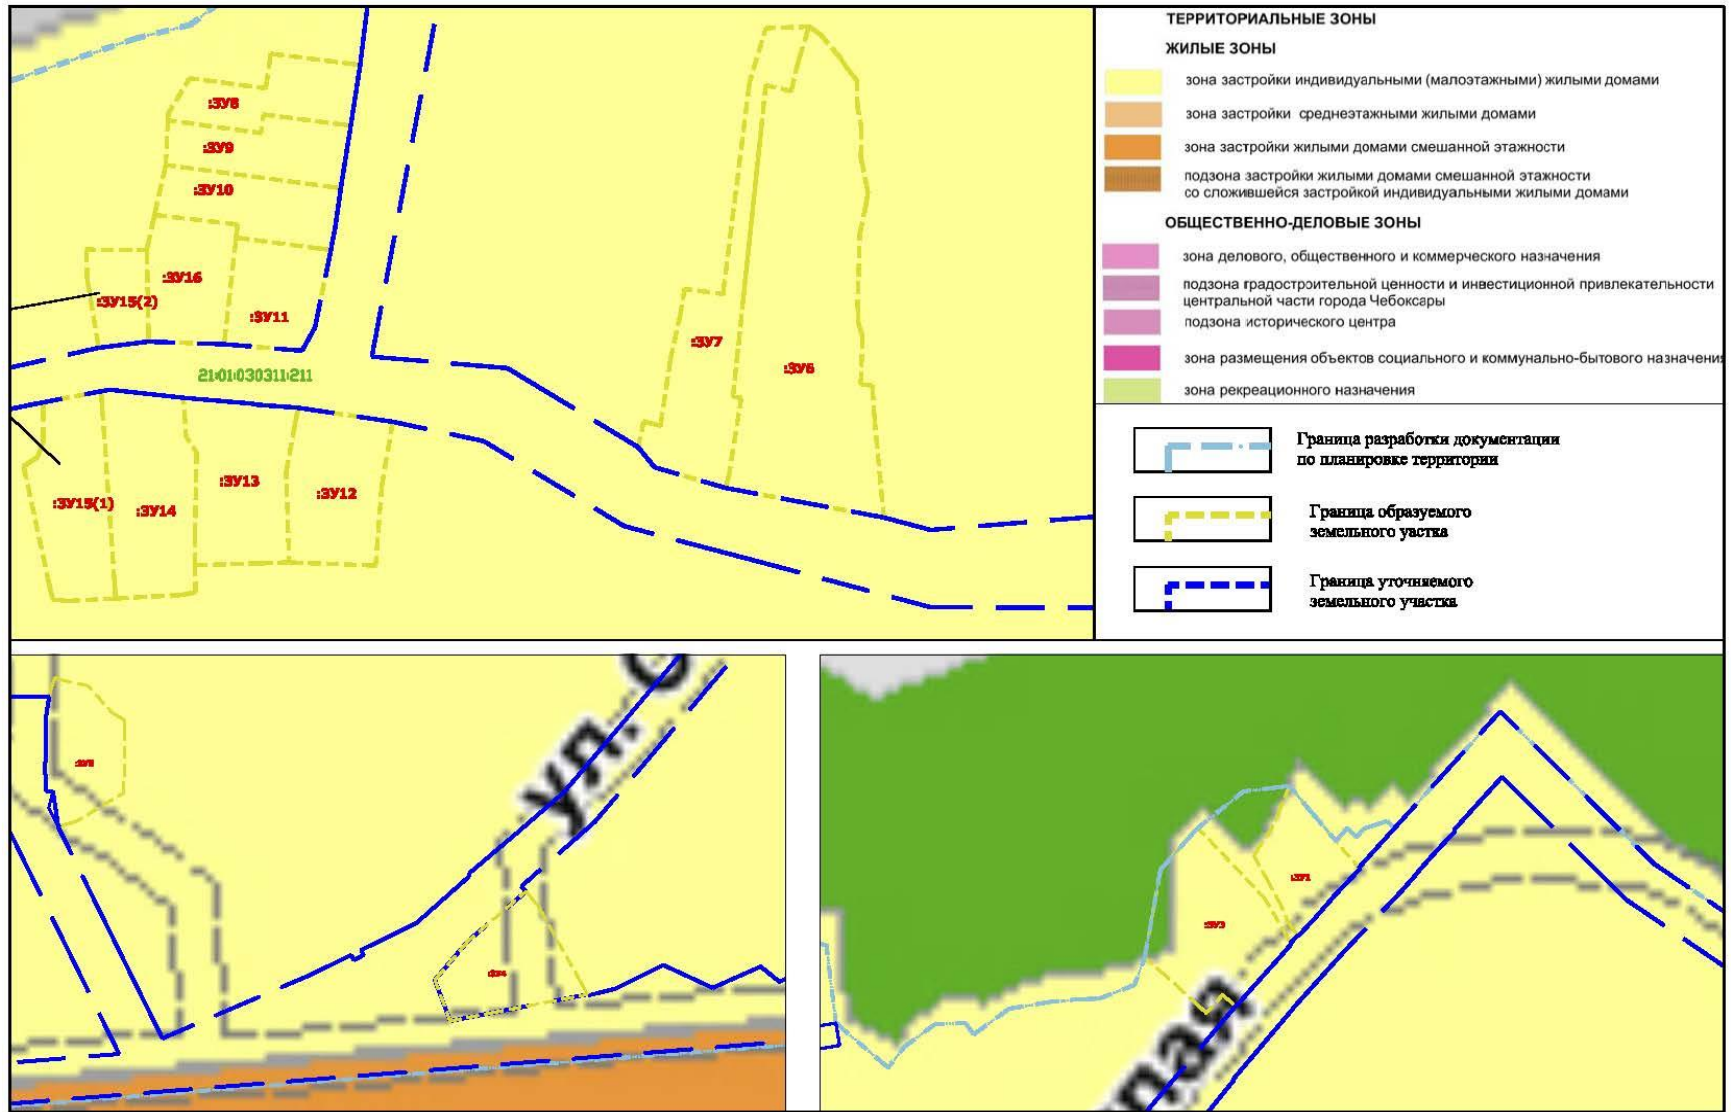 :ЗУ8
:ЗУ9
:ЗУ10
:ЗУ16
:ЗУ15(2)
:ЗУ11
:ЗУ7
:ЗУ6
21:01:030311:211
:ЗУ15(1)
:ЗУ14
:ЗУ13
:ЗУ12
ТЕРРИТОРИАЛЬНЫЕ ЗОНЫ
ЖИЛЫЕ ЗОНЫ
зона застройки индивидуальными (малоэтажными) жилыми домами
зона застройки среднеэтажными жилыми домами
зона застройки жилыми домами смешанной этажности
подзона застройки жилыми домами смешанной этажности
со сложившейся застройкой индивидуальными жилыми домами
ОБЩЕСТВЕННО-ДЕЛОВЫЕ ЗОНЫ
зона делового, общественного и коммерческого назначения
подзона градостроительной ценности и инвестиционной привлекательности
центральной части города Чебоксары
подзона исторического центра
зона размещения объектов социального и коммунально-бытового назначения
зона рекреационного назначения
Граница разработки документации
по планировке территории
Граница образуемого
земельного уастка
Граница уточняемого
земельного участка
ул. С
:ЗУ4
:ЗУ1
:ЗУ3
ная